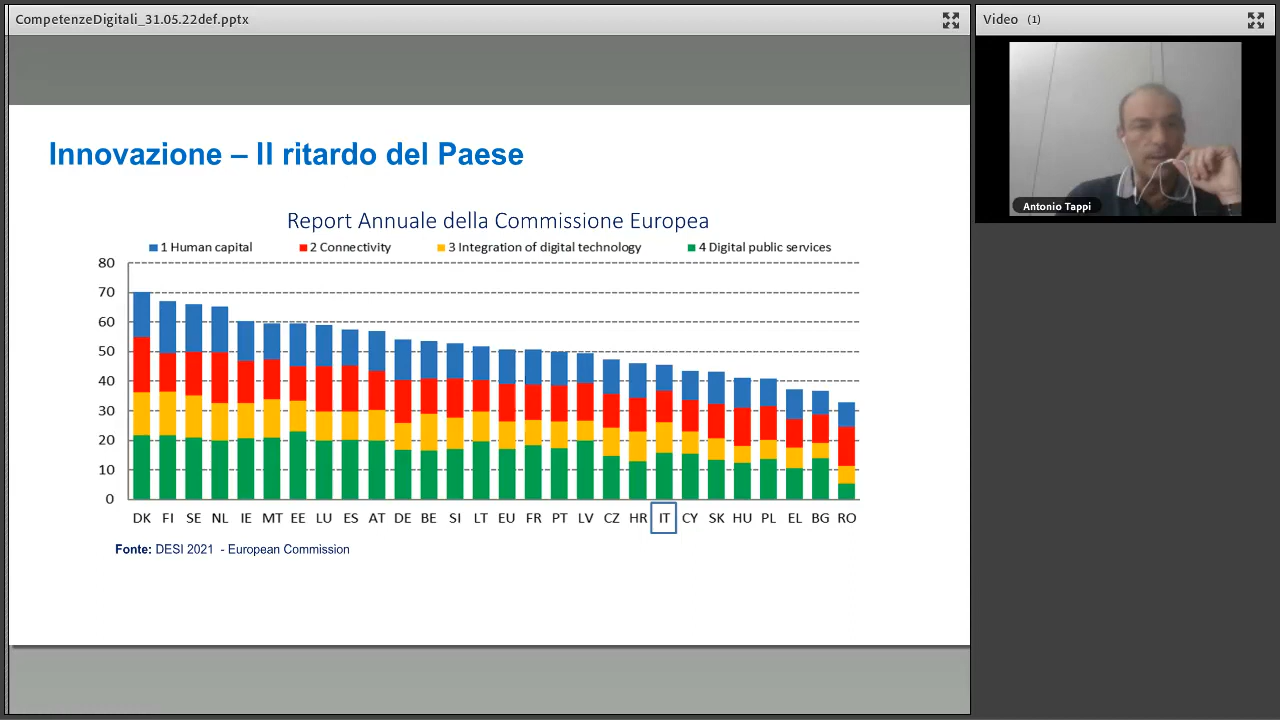 CompetenzeDigitali_31.05.22def.pptx
Video (1)
Antonio Tappi
Innovazione – Il ritardo del Paese
Report Annuale della Commissione Europea
1 Human capital 2 Connectivity 3 Integration of digital technology 4 Digital public services
80
70
60
50
40
30
20
10
0
DK FI SE NL IE MT EE LU ES AT DE BE SI LT EU FR PT LV CZ HR IT CY SK HU PL EL BG RO
Fonte: DESI 2021 - European Commission